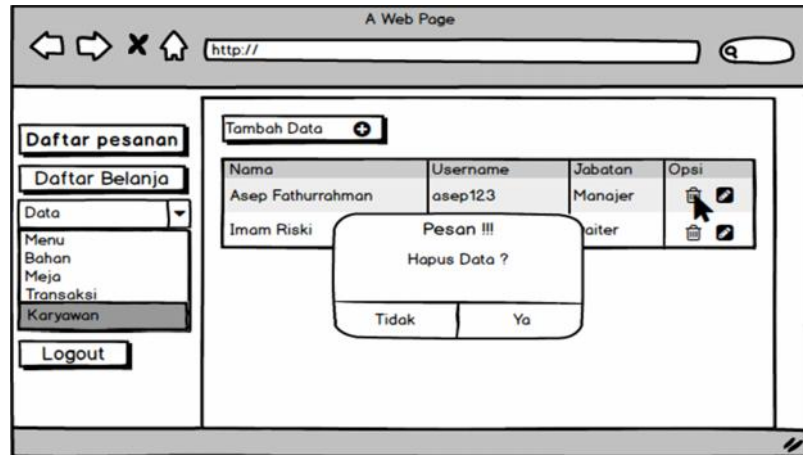 A Web Page
http://
Daftar pesanan
Daftar Belanja
Data
Menu
Bahan
Meja
Transaksi
Karyawan
Logout
Tambah Data
Nama Username Jabatan Opsi
Asep Fathurrahman asep123 Manajer
Imam Riski aiter
Pesan !!!
Hapus Data ?
Tidak Ya